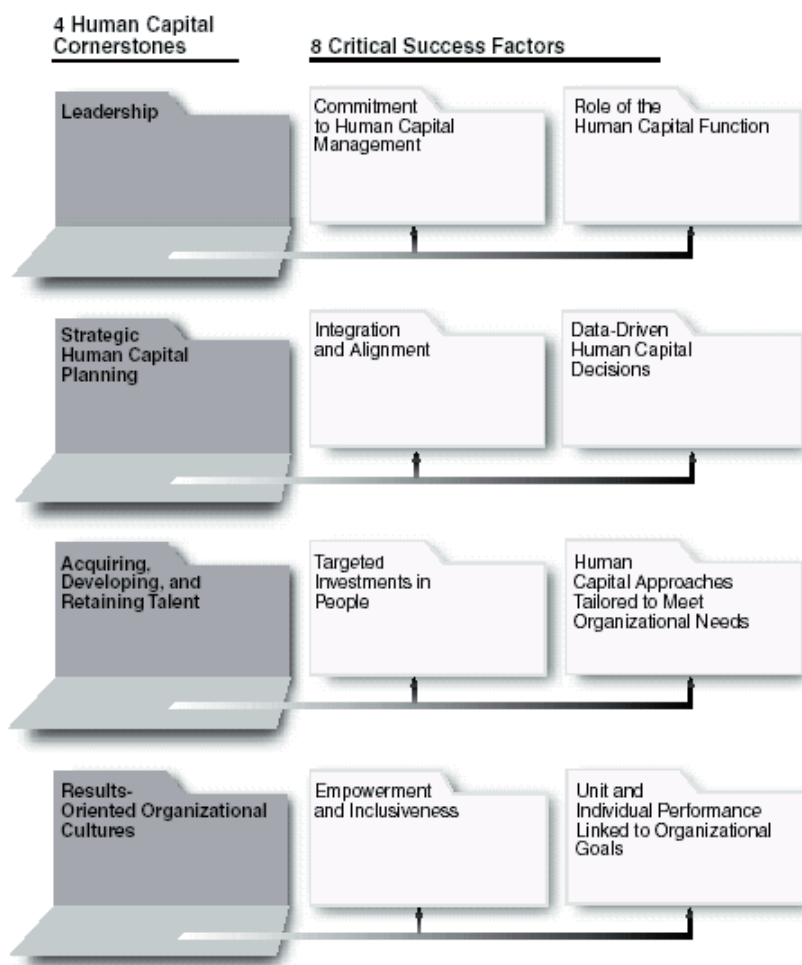 4 Human Capital
Cornerstones
8 Critical Success Factors
Leadership
Commitment
to Human Capital
Management
Role of the
Human Capital Function
Strategic
Human Capital
Planning
Integration
and Alignment
Data-Driven
Human Capital
Decisions
Acquiring,
Developing, and
Retaining Talent
Targeted
Investments in
People
Human
Capital Approaches
Tailored to Meet
Organizational Needs
Results-
Oriented Organizational
Cultures
Empowerment
and Inclusiveness
Unit and
Individual Performance
Linked to Organizational
Goals